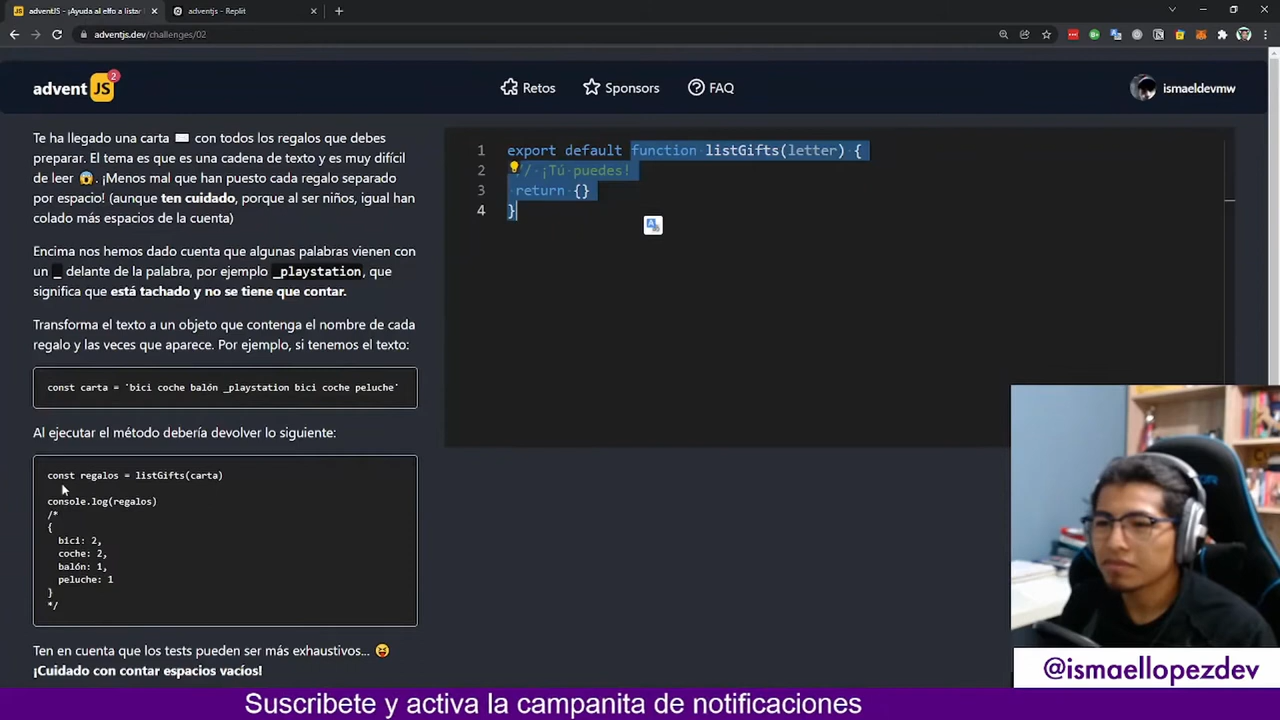 adventJS - ¡Ayuda al elfo a listar
adventjs - Replit
adventjs.dev/challenges/02
advent JS 2
Retos
Sponsors
FAQ
ismaeldevmw
Te ha llegado una carta ✉️ con todos los regalos que debes
preparar. El tema es que es una cadena de texto y es muy difícil
de leer 😱. ¡Menos mal que han puesto cada regalo separado
por espacio! (aunque ten cuidado, porque al ser niños, igual han
colado más espacios de la cuenta)
Encima nos hemos dado cuenta que algunas palabras vienen con
un _ delante de la palabra, por ejemplo _playstation, que
significa que está tachado y no se tiene que contar.
Transforma el texto a un objeto que contenga el nombre de cada
regalo y las veces que aparece. Por ejemplo, si tenemos el texto:
const carta = 'bici coche balón _playstation bici coche peluche'
Al ejecutar el método debería devolver lo siguiente:
const regalos = listGifts(carta)
console.log(regalos)
/*
{
bici: 2,
coche: 2,
balón: 1,
peluche: 1
}
*/
Ten en cuenta que los tests pueden ser más exhaustivos... 😝
¡Cuidado con contar espacios vacíos!
1 export default function listGifts(letter) {
2 // ¡Tú puedes!
3 return {}
4 }
@ismaellopezdev
Suscribete y activa la campanita de notificaciones